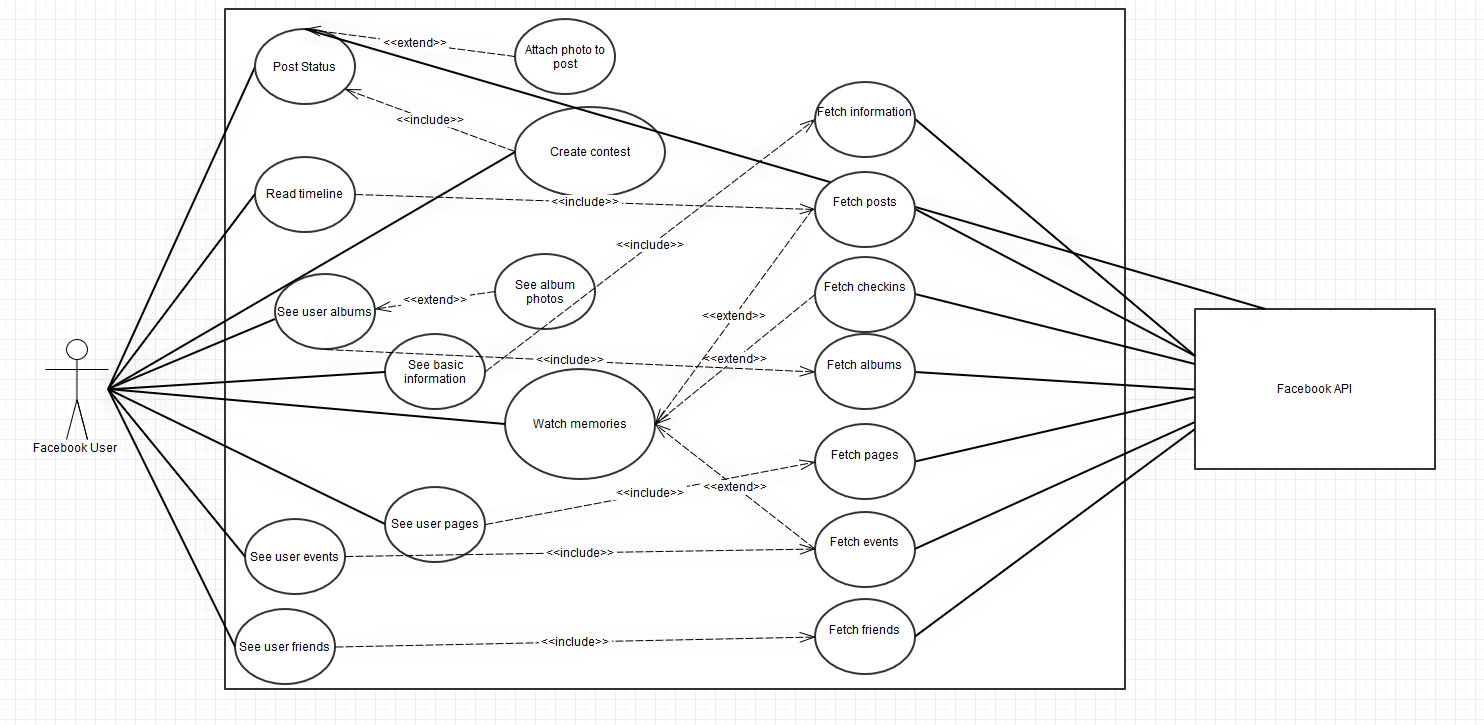 <<extend>>
Attach photo to
post
Post Status
Fetch information
<<include>>
Create contest
Read timeline
<<include>>
Fetch posts
<<include>>
See album
photos
Fetch checkins
<<extend>>
See user albums
<<extend>>
See basic
information
<<include>>
<<extend>>
Fetch albums
Facebook API
Watch memories
Facebook User
Fetch pages
<<include>>
<<extend>>
See user pages
Fetch events
See user events
<<include>>
Fetch friends
See user friends
<<include>>